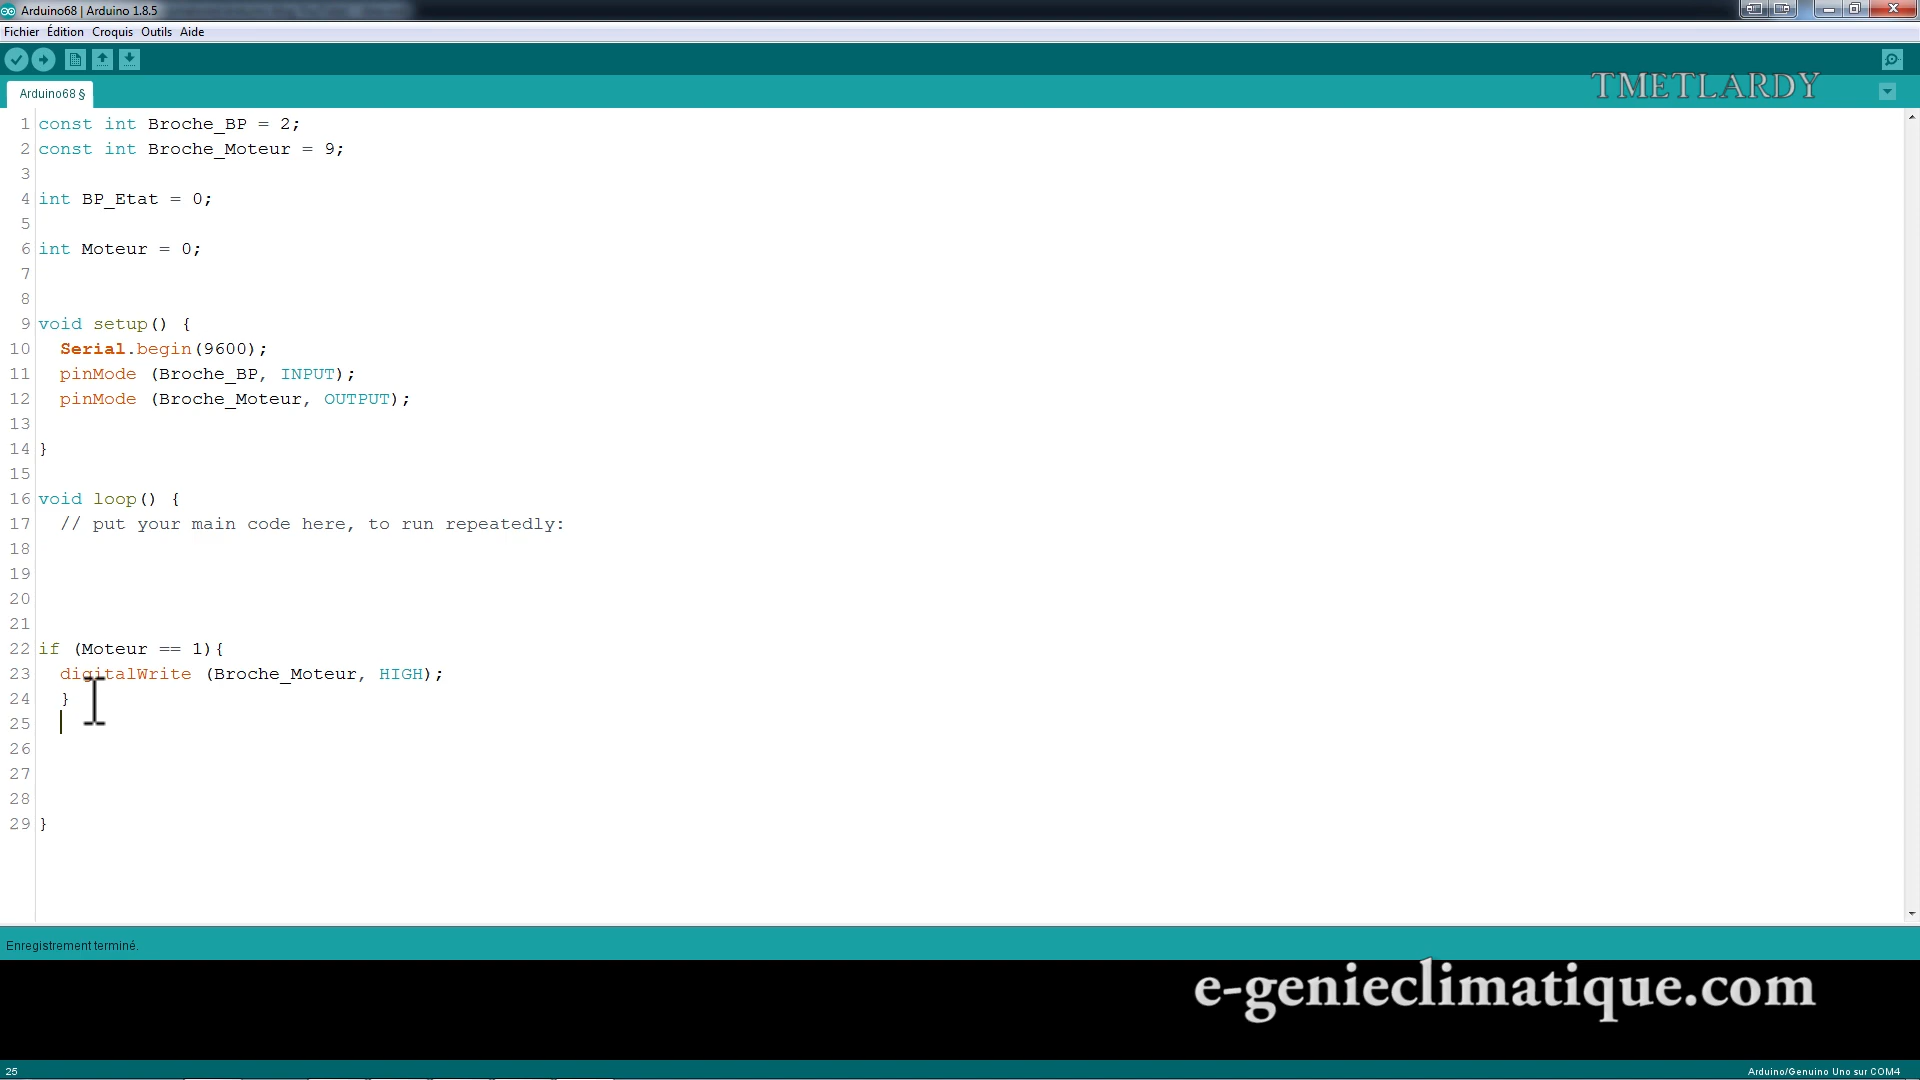 Arduino68 | Arduino 1.8.5
Fichier Édition Croquis Outils Aide
Arduino68 §
TMETLARDY
1 const int Broche_BP = 2;
2 const int Broche_Moteur = 9;
3
4 int BP_Etat = 0;
5
6 int Moteur = 0;
7
8
9 void setup() {
10 Serial.begin(9600);
11 pinMode (Broche_BP, INPUT);
12 pinMode (Broche_Moteur, OUTPUT);
13
14 }
15
16 void loop() {
17 // put your main code here, to run repeatedly:
18
19
20
21
22 if (Moteur == 1){
23 digitalWrite (Broche_Moteur, HIGH);
24 }
25
26
27
28
29 }
Enregistrement terminé.
e-genieclimatique.com
25
Arduino/Genuino Uno sur COM4